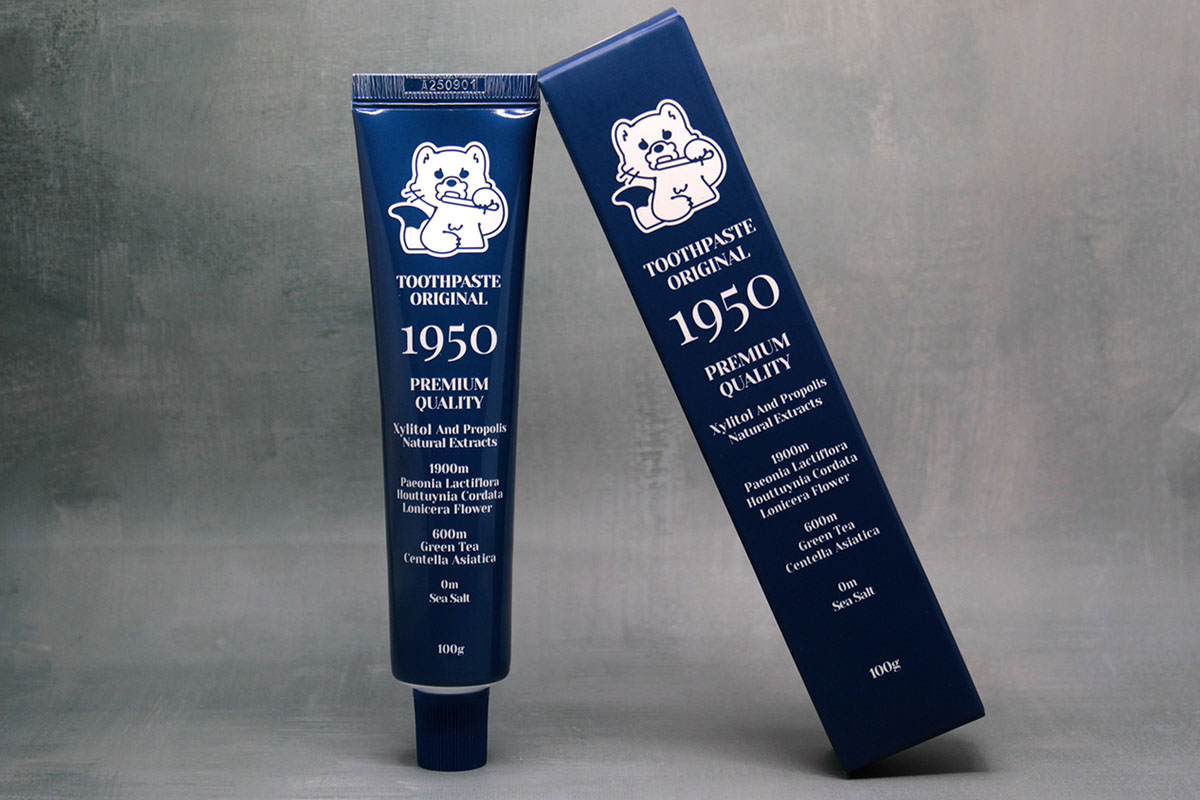 A250901
TOOTHPASTE
ORIGINAL
1950
PREMIUM
QUALITY
Xylitol And Propolis
Natural Extracts
1900m
Paeonia Lactiflora
Houttuynia Cordata
Lonicera Flower
600m
Green Tea
Centella Asiatica
0m
Sea Salt
100g
TOOTHPASTE
ORIGINAL
1950
PREMIUM
QUALITY
Xylitol And Propolis
Natural Extracts
1900m
Paeonia Lactiflora
Houttuynia Cordata
Lonicera Flower
600m
Green Tea
Centella Asiatica
0m
Sea Salt
100g